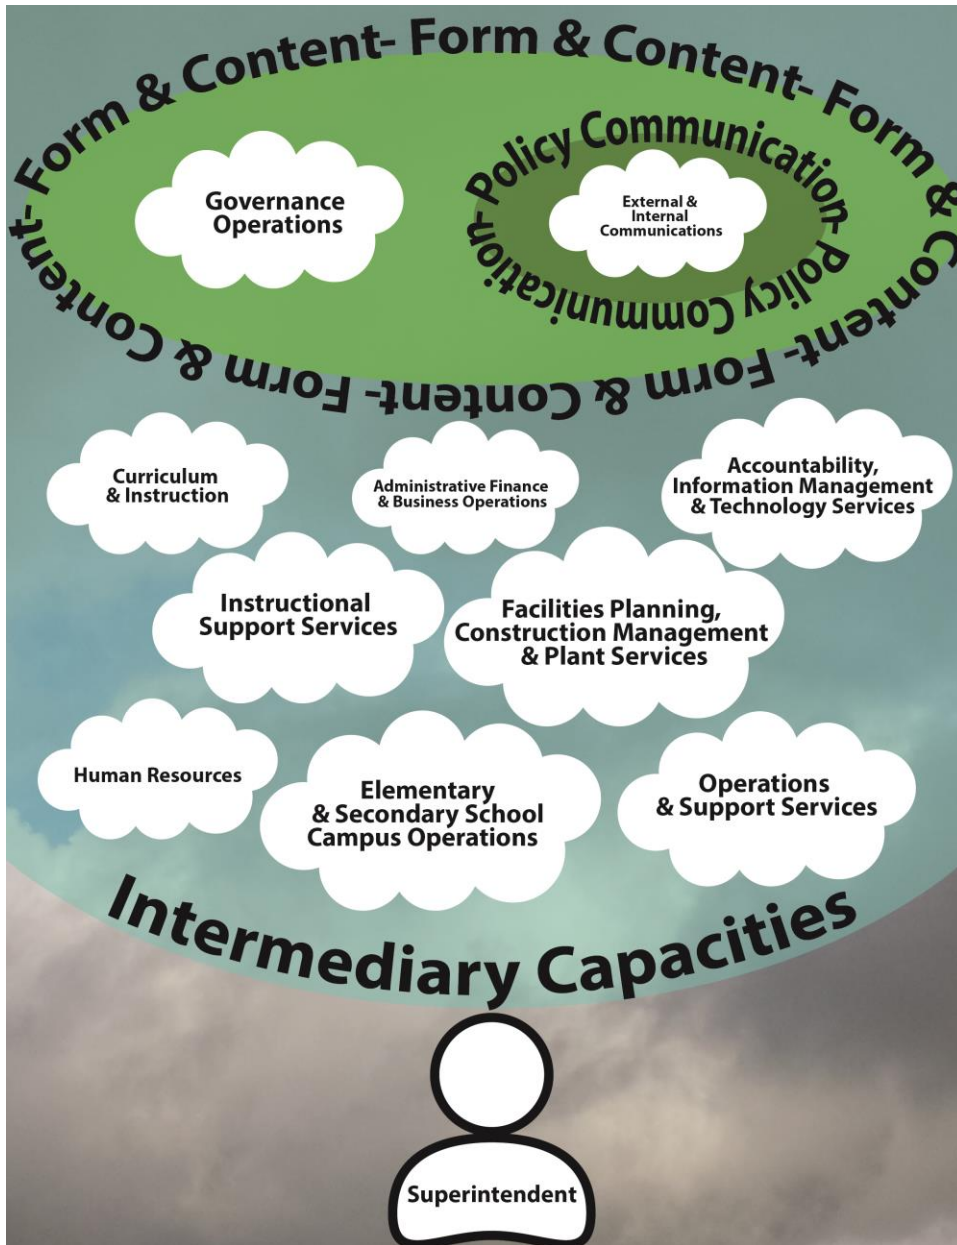 - Form & Content- Form & Content- Form & Content- Form & Content- Form & Content
Governance
Operations
- Policy Communication- Policy Communication
External &
Internal
Communications
Curriculum
& Instruction
Administrative Finance
& Business Operations
Accountability,
Information Management
& Technology Services
Instructional
Support Services
Facilities Planning,
Construction Management
& Plant Services
Human Resources
Elementary
& Secondary School
Campus Operations
Operations
& Support Services
Intermediary Capacities
Superintendent